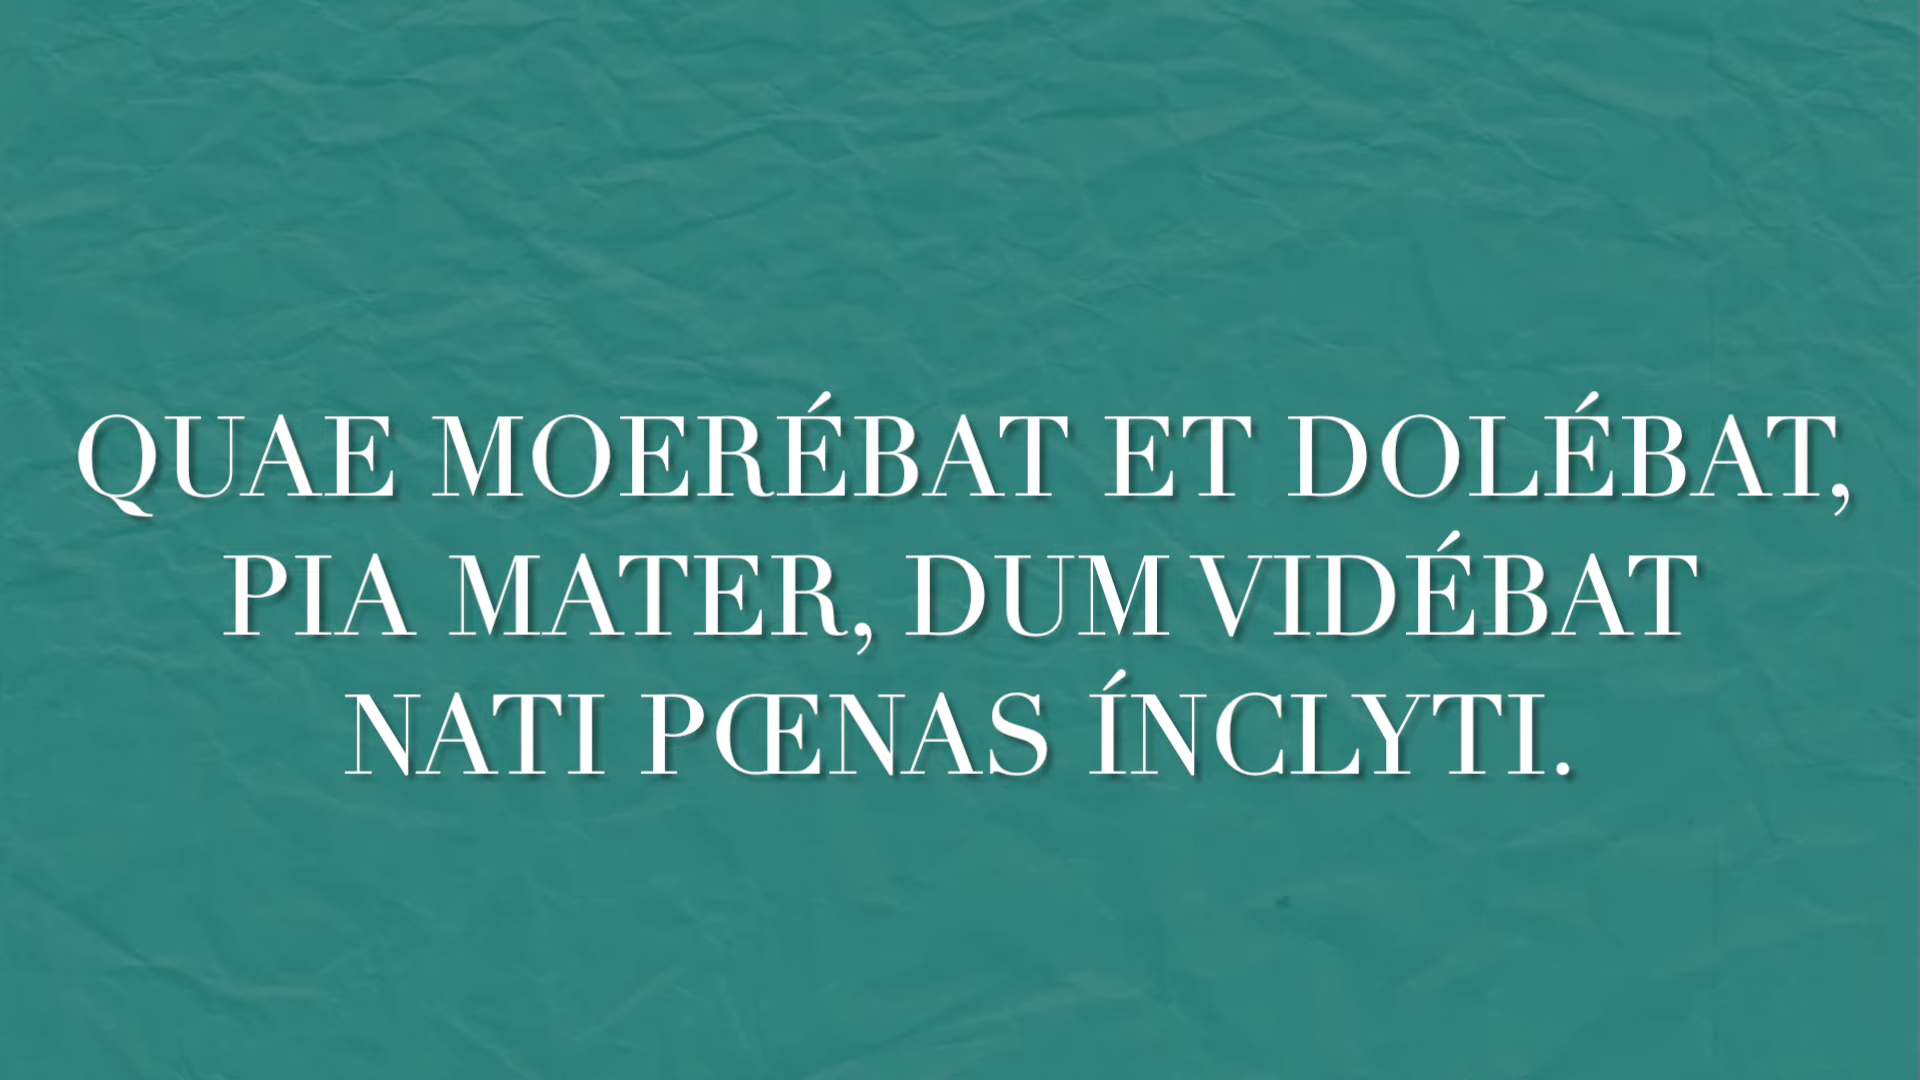 QUAE MOERÉBAT ET DOLÉBAT,
PIA MATER, DUM VIDÉBAT
NATI PŒNAS ÍNCLYTI.